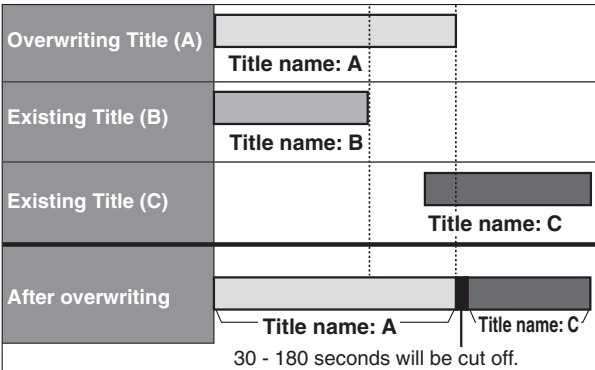 Overwriting Title (A)
Title name: A
Existing Title (B)
Title name: B
Existing Title (C)
Title name: C
After overwriting
Title name: A
Title name: C
30 - 180 seconds will be cut off.